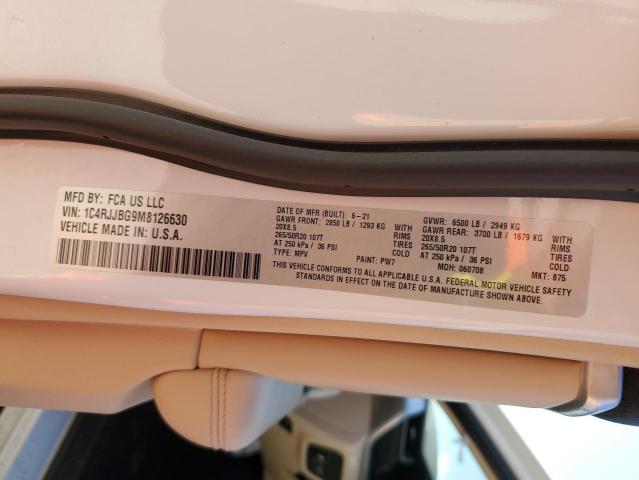 MFD BY: FCA US LLC
VIN: 1C4RJJBG9M8126630
VEHICLE MADE IN: U.S.A.
DATE OF MFR (BUILT): 6-21
GAWR FRONT: 2850 LB / 1293 KG WITH
20X8.5 RIMS
265/50R20 107T TIRES
AT 250 kPa / 36 PSI COLD
TYPE: MPV PAINT: PW7
GVWR: 6500 LB / 2949 KG
GAWR REAR: 3700 LB / 1679 KG WITH
20X8.5 RIMS
265/50R20 107T TIRES
AT 250 kPa / 36 PSI COLD
MDH: 060708 MKT: 875
THIS VEHICLE CONFORMS TO ALL APPLICABLE U.S.A. FEDERAL MOTOR VEHICLE SAFETY
STANDARDS IN EFFECT ON THE DATE OF MANUFACTURE SHOWN ABOVE.